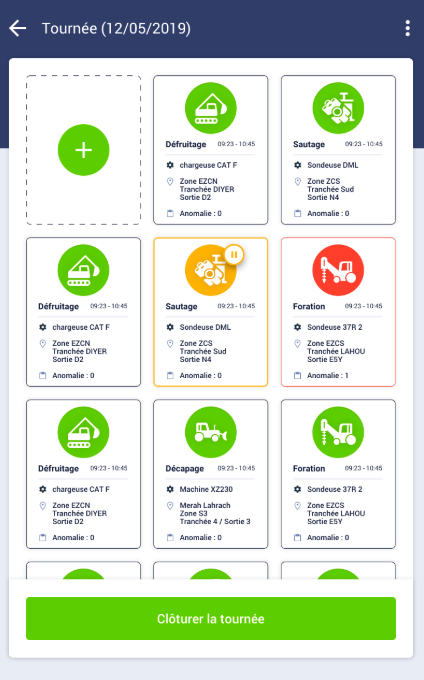 Tournée (12/05/2019)
Défruitage 09:23 - 10:45
chargeuse CAT F
Zone EZCN
Tranchée DIYER
Sortie D2
Anomalie : 0
Sautage 09:23 - 10:45
Sondeuse DML
Zone ZCS
Tranchée Sud
Sortie N4
Anomalie : 0
Défruitage 09:23 - 10:45
chargeuse CAT F
Zone EZCN
Tranchée DIYER
Sortie D2
Anomalie : 0
Sautage 09:23 - 10:45
Sondeuse DML
Zone ZCS
Tranchée Sud
Sortie N4
Anomalie : 0
Foration 09:23 - 10:45
Sondeuse 37R 2
Zone EZCS
Tranchée LAHOU
Sortie E5Y
Anomalie : 1
Défruitage 09:23 - 10:45
chargeuse CAT F
Zone EZCN
Tranchée DIYER
Sortie D2
Anomalie : 0
Décapage 09:23 - 10:45
Machine XZ230
Merah Lahrach
Zone S3
Tranchée 4 / Sortie 3
Anomalie : 0
Foration 09:23 - 10:45
Sondeuse 37R 2
Zone EZCS
Tranchée LAHOU
Sortie E5Y
Anomalie : 0
Clôturer la tournée